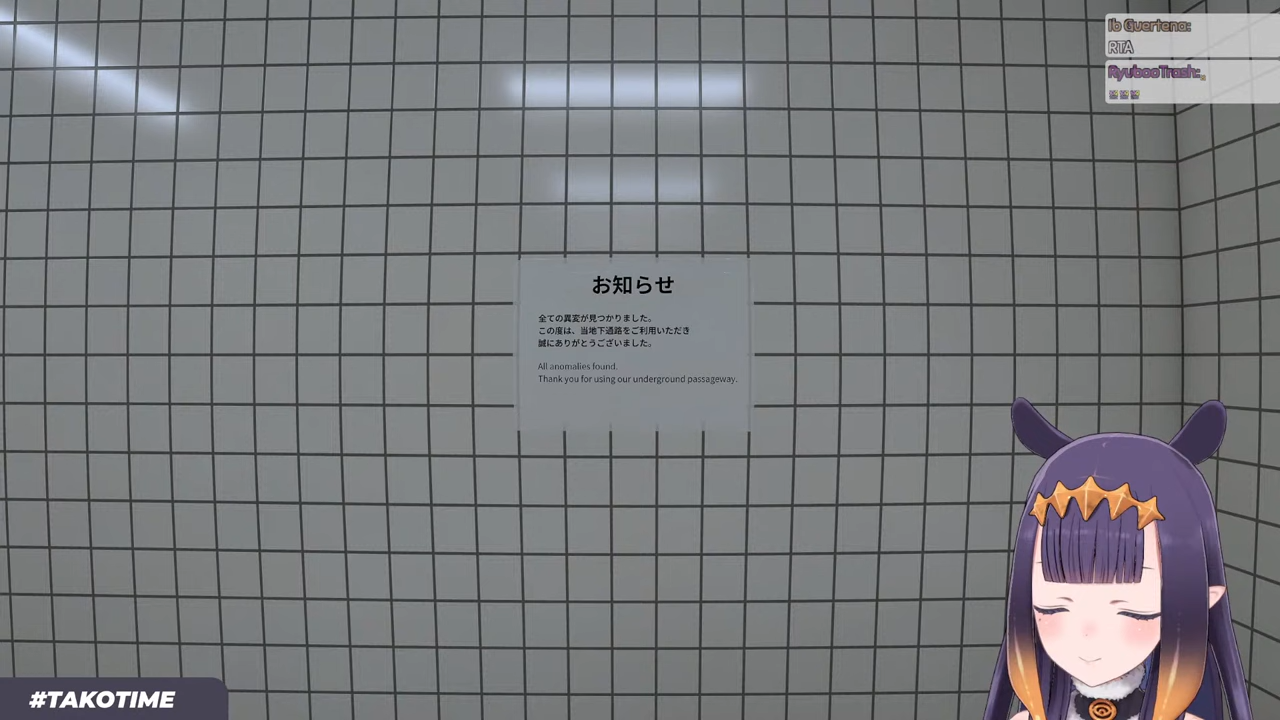 Ib Guertena:
RTA
RyubooTrash:
お知らせ
全ての異変が見つかりました。
この度は、当地下通路をご利用いただき
誠にありがとうございました。
All anomalies found.
Thank you for using our underground passageway.
#TAKOTIME